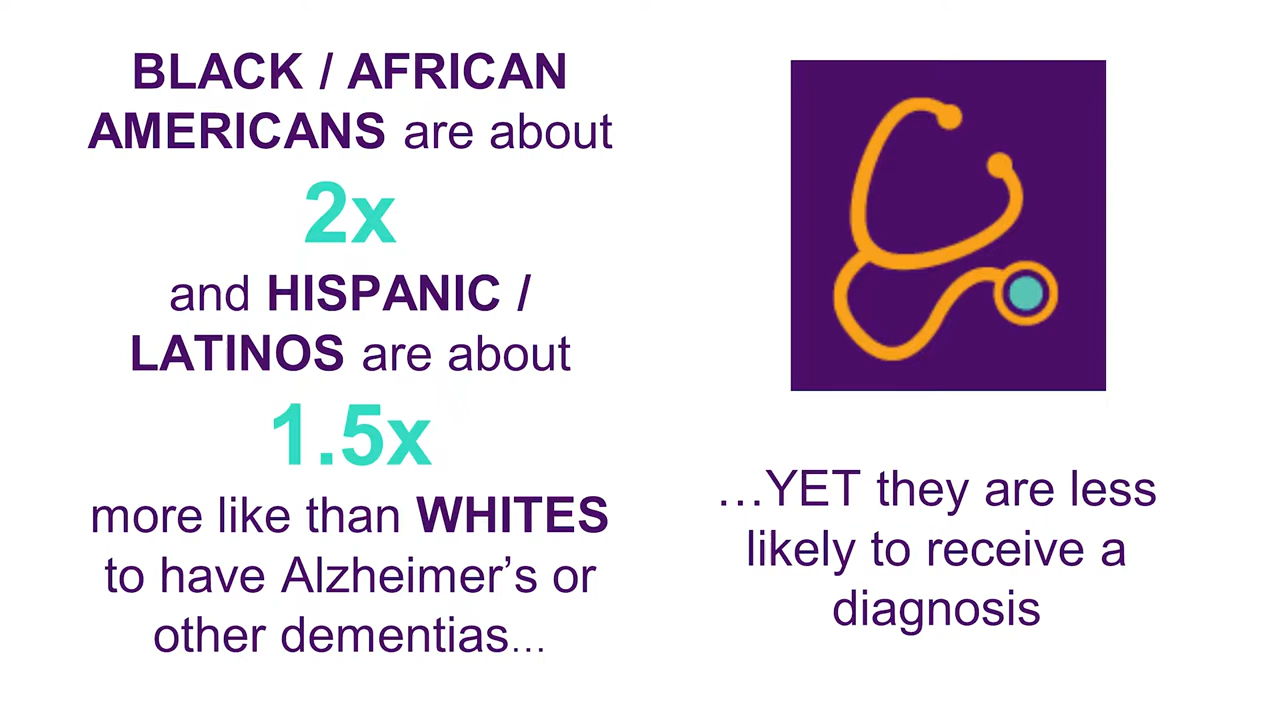 BLACK / AFRICAN
AMERICANS are about
2x
and HISPANIC /
LATINOS are about
1.5x
more like than WHITES
to have Alzheimer’s or
other dementias...
…YET they are less
likely to receive a
diagnosis